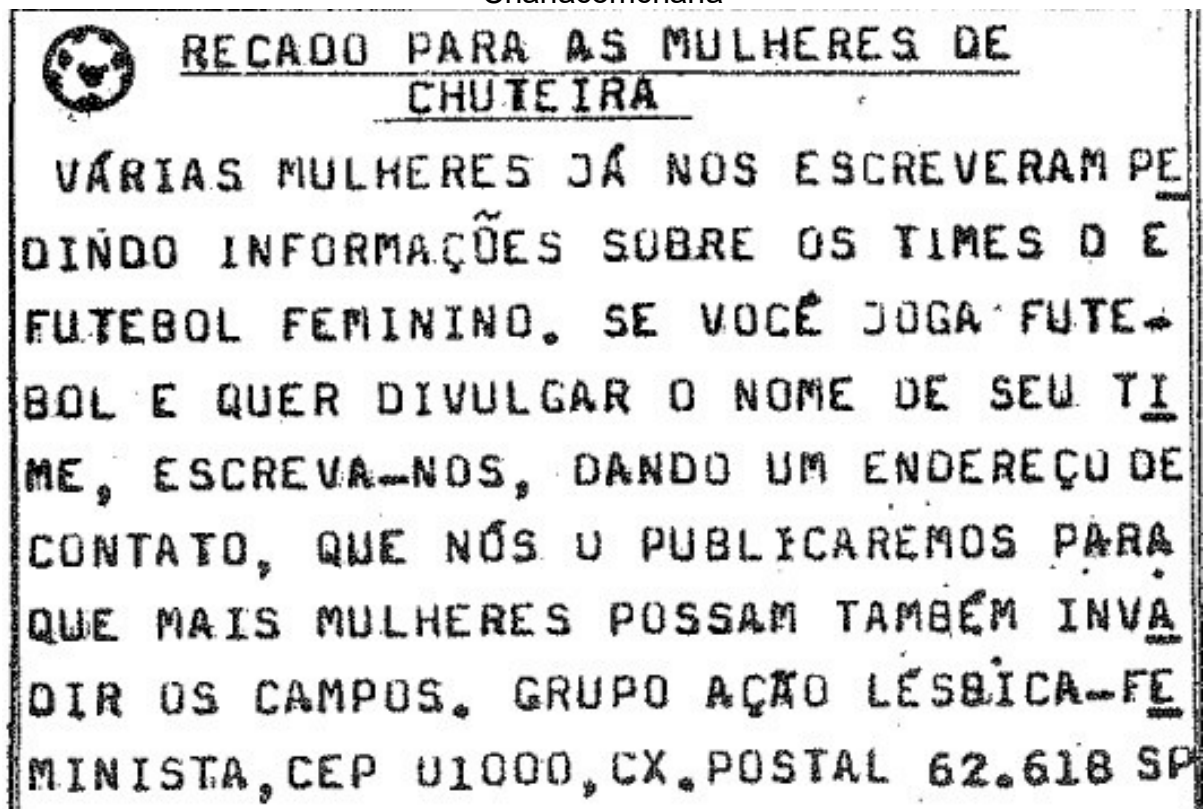 RECADO PARA AS MULHERES DE
CHUTEIRA
VÁRIAS MULHERES JÁ NOS ESCREVERAM PE
DINDO INFORMAÇÕES SOBRE OS TIMES D E
FUTEBOL FEMININO. SE VOCÊ JOGA FUTE-
BOL E QUER DIVULGAR O NOME DE SEU TI
ME, ESCREVA-NOS, DANDO UM ENDEREÇO DE
CONTATO, QUE NÓS O PUBLICAREMOS PARA
QUE MAIS MULHERES POSSAM TAMBÉM INVA
DIR OS CAMPOS. GRUPO AÇÃO LÉSBICA-FE
MINISTA, CEP 01000, CX. POSTAL 62.618 SP